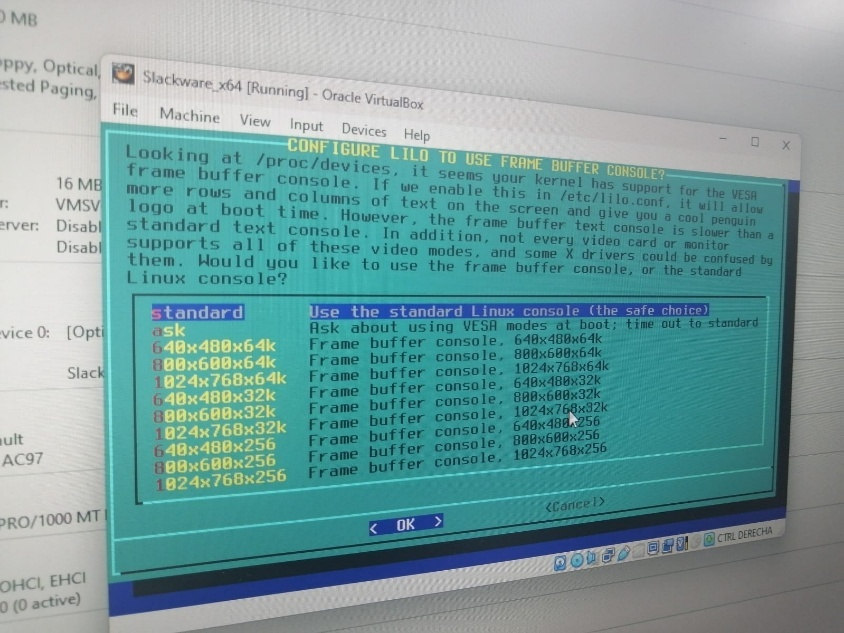 0 MB
ppy, Optical,
sted Paging,
16 MB
r: VMSV
erver: Disabl
Disabl
vice 0: [Opti
Slack
ult
AC97
PRO/1000 MT
OHCI, EHCI
0 (0 active)
Slackware_x64 [Running] - Oracle VirtualBox
File Machine View Input Devices Help
CONFIGURE LILO TO USE FRAME BUFFER CONSOLE?
Looking at /proc/devices, it seems your kernel has support for the VESA
frame buffer console. If we enable this in /etc/lilo.conf, it will allow
more rows and columns of text on the screen and give you a cool penguin
logo at boot time. However, the frame buffer text console is slower than a
standard text console. In addition, not every video card or monitor
supports all of these video modes, and some X drivers could be confused by
them. Would you like to use the frame buffer console, or the standard
Linux console?
standard Use the standard Linux console (the safe choice)
ask Ask about using VESA modes at boot; time out to standard
640x480x64k Frame buffer console, 640x480x64k
800x600x64k Frame buffer console, 800x600x64k
1024x768x64k Frame buffer console, 1024x768x64k
640x480x32k Frame buffer console, 640x480x32k
800x600x32k Frame buffer console, 800x600x32k
1024x768x32k Frame buffer console, 1024x768x32k
640x480x256 Frame buffer console, 640x480x256
800x600x256 Frame buffer console, 800x600x256
1024x768x256 Frame buffer console, 1024x768x256
< OK > <Cancel>
CTRL DERECHA